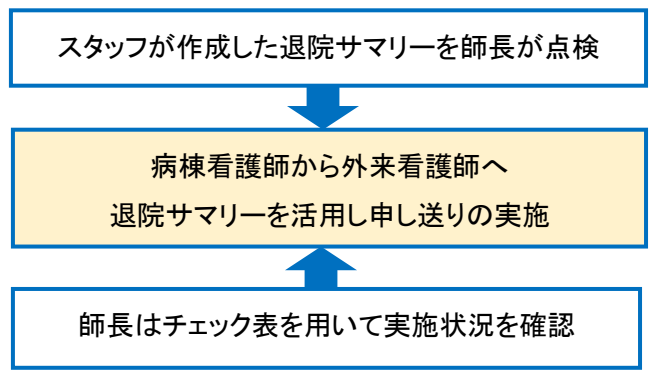 スタッフが作成した退院サマリーを師長が点検
病棟看護師から外来看護師へ
退院サマリーを活用し申し送りの実施
師長はチェック表を用いて実施状況を確認